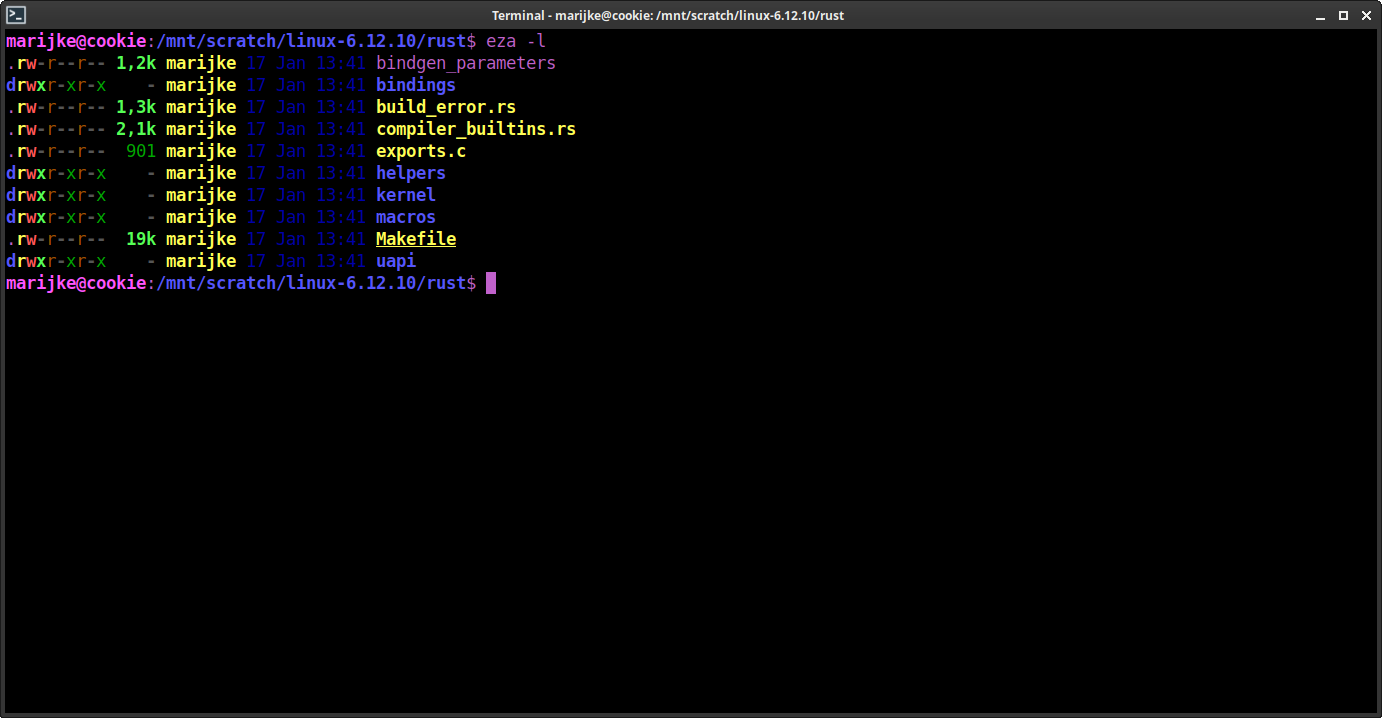 Terminal - marijke@cookie: /mnt/scratch/linux-6.12.10/rust
marijke@cookie:/mnt/scratch/linux-6.12.10/rust$ eza -l
.rw-r--r-- 1,2k marijke 17 Jan 13:41 bindgen_parameters
drwxr-xr-x    - marijke 17 Jan 13:41 bindings
.rw-r--r-- 1,3k marijke 17 Jan 13:41 build_error.rs
.rw-r--r-- 2,1k marijke 17 Jan 13:41 compiler_builtins.rs
.rw-r--r--  901 marijke 17 Jan 13:41 exports.c
drwxr-xr-x    - marijke 17 Jan 13:41 helpers
drwxr-xr-x    - marijke 17 Jan 13:41 kernel
drwxr-xr-x    - marijke 17 Jan 13:41 macros
.rw-r--r--  19k marijke 17 Jan 13:41 Makefile
drwxr-xr-x    - marijke 17 Jan 13:41 uapi
marijke@cookie:/mnt/scratch/linux-6.12.10/rust$